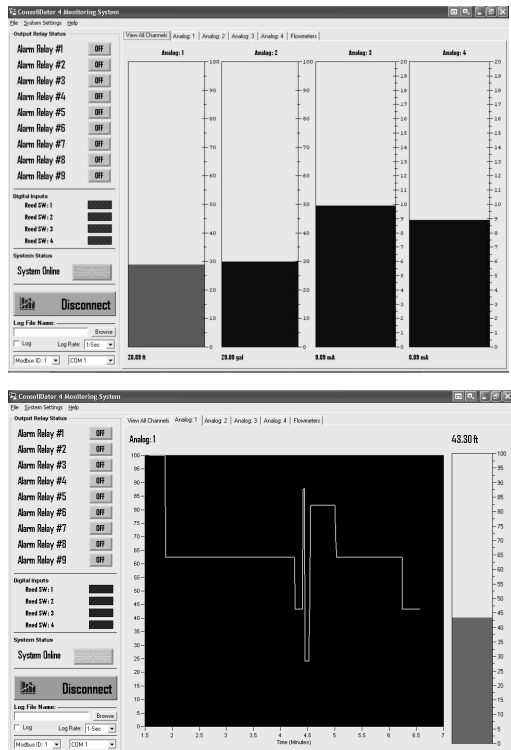 ConsoliDator 4 Monitoring System
File System Settings Help
Output Relay Status
Alarm Relay #1 OFF
Alarm Relay #2 OFF
Alarm Relay #3 OFF
Alarm Relay #4 OFF
Alarm Relay #5 OFF
Alarm Relay #6 OFF
Alarm Relay #7 OFF
Alarm Relay #8 OFF
Alarm Relay #9 OFF
Digital Inputs
Reed SW: 1
Reed SW: 2
Reed SW: 3
Reed SW: 4
System Status
System Online
Disconnect
Log File Name:
Browse
Log Log Rate: 1-Sec
Modbus ID: 1 COM 1
View All Channels Analog: 1 Analog: 2 Analog: 3 Analog: 4 Flowmeters
Analog: 1 Analog: 2 Analog: 3 Analog: 4
100 100 20 20
19 19
90 90 18 18
17 17
80 80 16 16
15 15
70 70 14 14
13 13
60 60 12 12
11 11
50 50 10 10
9 9
40 40 8 8
7 7
30 30 6 6
5 5
20 20 4 4
3 3
10 10 2 2
1 1
0 0 0 0
28.89 ft 29.89 gal 9.89 mA 8.89 mA
ConsoliDator 4 Monitoring System
File System Settings Help
Output Relay Status
Alarm Relay #1 OFF
Alarm Relay #2 OFF
Alarm Relay #3 OFF
Alarm Relay #4 OFF
Alarm Relay #5 OFF
Alarm Relay #6 OFF
Alarm Relay #7 OFF
Alarm Relay #8 OFF
Alarm Relay #9 OFF
Digital Inputs
Reed SW: 1
Reed SW: 2
Reed SW: 3
Reed SW: 4
System Status
System Online
Disconnect
Log File Name:
Browse
Log Log Rate: 1-Sec
Modbus ID: 1 COM 1
View All Channels Analog: 1 Analog: 2 Analog: 3 Analog: 4 Flowmeters
Analog: 1 43.30 ft
100 100
95 95
90 90
85 85
80 80
75 75
70 70
65 65
60 60
55 55
50 50
45 45
40 40
35 35
30 30
25 25
20 20
15 15
10 10
5 5
0 0
1.5 2 2.5 3 3.5 4 4.5 5 5.5 6 6.5 7
Time (Minutes)